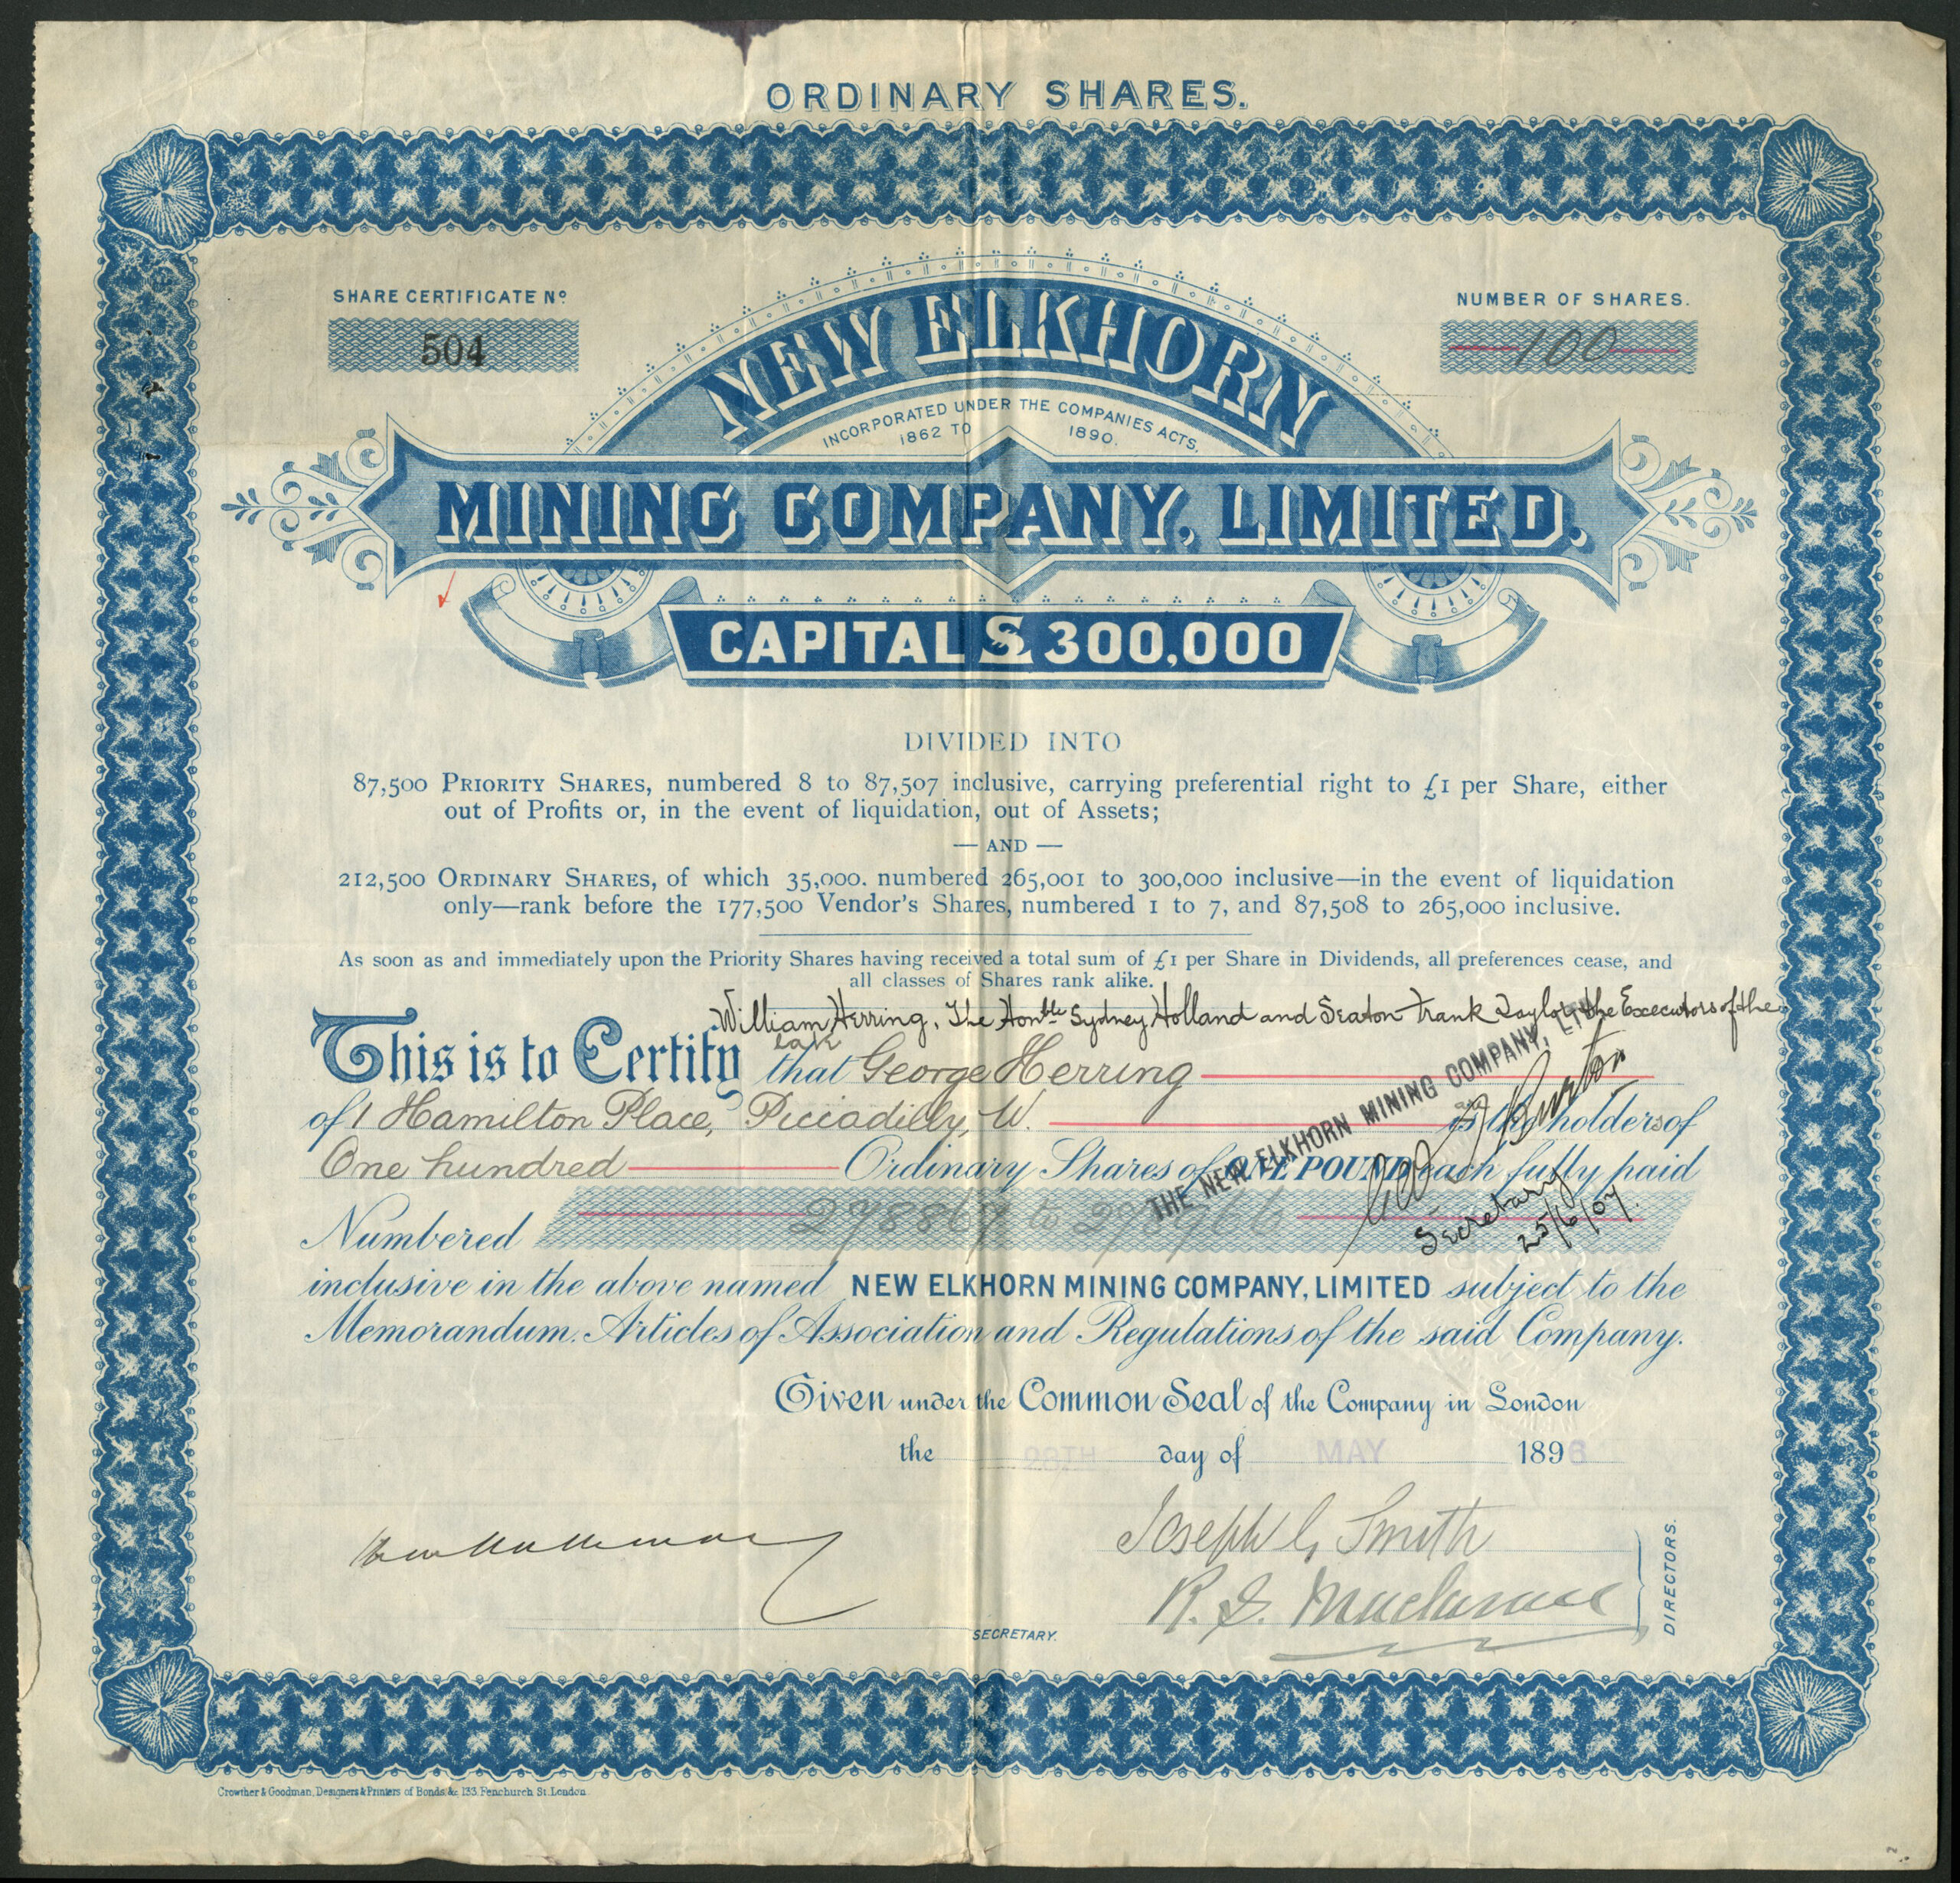 ORDINARY SHARES.
SHARE CERTIFICATE Nº
504
NUMBER OF SHARES.
100
NEW ELKHORN
INCORPORATED UNDER THE COMPANIES ACTS,
1862 TO 1890.
MINING COMPANY, LIMITED.
CAPITAL £ 300,000
DIVIDED INTO
87,500 PRIORITY SHARES, numbered 8 to 87,507 inclusive, carrying preferential right to £1 per Share, either
out of Profits or, in the event of liquidation, out of Assets;
— AND —
212,500 ORDINARY SHARES, of which 35,000. numbered 265,001 to 300,000 inclusive—in the event of liquidation
only—rank before the 177,500 Vendor's Shares, numbered 1 to 7, and 87,508 to 265,000 inclusive.
As soon as and immediately upon the Priority Shares having received a total sum of £1 per Share in Dividends, all preferences cease, and
all classes of Shares rank alike.
William Herring, The Honble Sydney Holland and Seaton Frank Taylor, the Executors of the
late
This is to Certify that George Herring
of 1 Hamilton Place, Piccadilly, W. are the holders of
One hundred Ordinary Shares of ONE POUND each fully paid
THE NEW ELKHORN MINING COMPANY, LTD
Burton
Secretary
25/6/07.
Numbered
inclusive in the above named NEW ELKHORN MINING COMPANY, LIMITED subject to the
Memorandum. Articles of Association and Regulations of the said Company.
Given under the Common Seal of the Company in London
the 28TH day of MAY 1896
Joseph C. Smith
R. S.
SECRETARY.
DIRECTORS.
Crowther & Goodman, Designers & Printers of Bonds &c, 133, Fenchurch St. London.